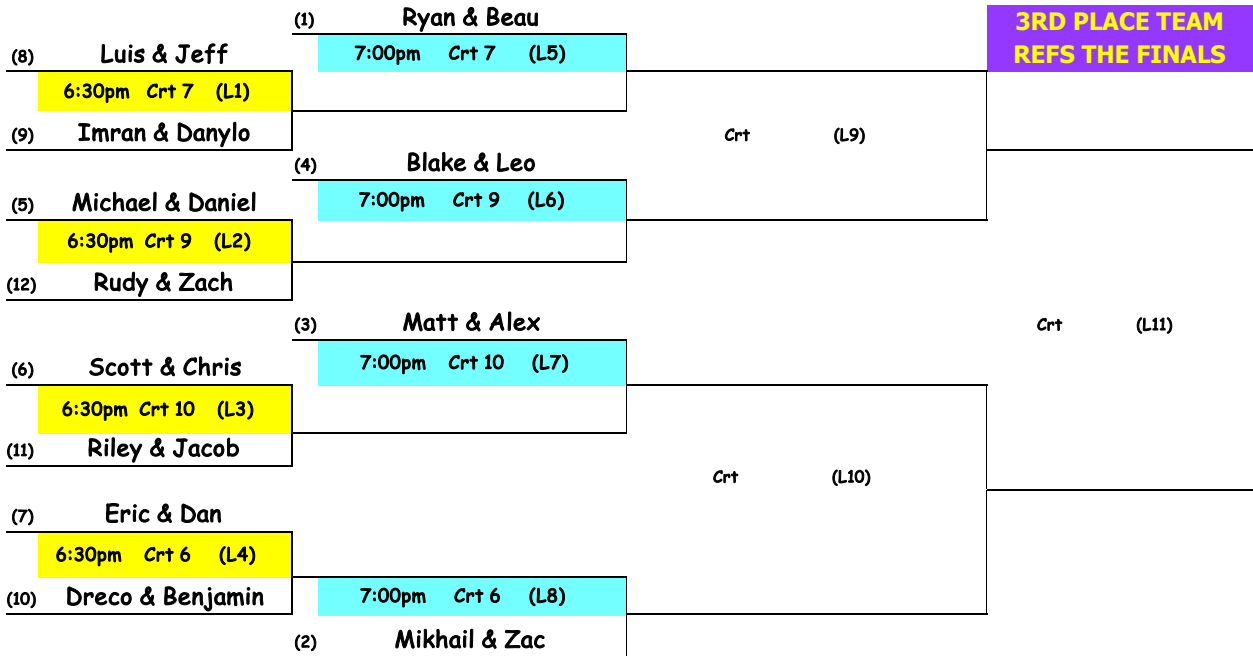 (1) Ryan & Beau
3RD PLACE TEAM
REFS THE FINALS
(8) Luis & Jeff
7:00pm Crt 7 (L5)
6:30pm Crt 7 (L1)
(9) Imran & Danylo
Crt (L9)
(4) Blake & Leo
(5) Michael & Daniel
7:00pm Crt 9 (L6)
6:30pm Crt 9 (L2)
(12) Rudy & Zach
(3) Matt & Alex
Crt (L11)
(6) Scott & Chris
7:00pm Crt 10 (L7)
6:30pm Crt 10 (L3)
(11) Riley & Jacob
Crt (L10)
(7) Eric & Dan
6:30pm Crt 6 (L4)
(10) Dreco & Benjamin
7:00pm Crt 6 (L8)
(2) Mikhail & Zac